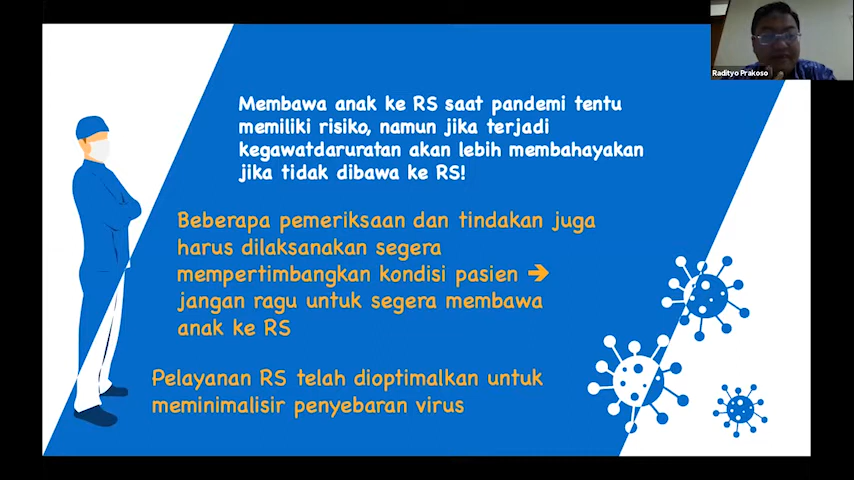 Radityo Prakoso
Membawa anak ke RS saat pandemi tentu
memiliki risiko, namun jika terjadi
kegawatdaruratan akan lebih membahayakan
jika tidak dibawa ke RS!
Beberapa pemeriksaan dan tindakan juga
harus dilaksanakan segera
mempertimbangkan kondisi pasien ➔
jangan ragu untuk segera membawa
anak ke RS
Pelayanan RS telah dioptimalkan untuk
meminimalisir penyebaran virus